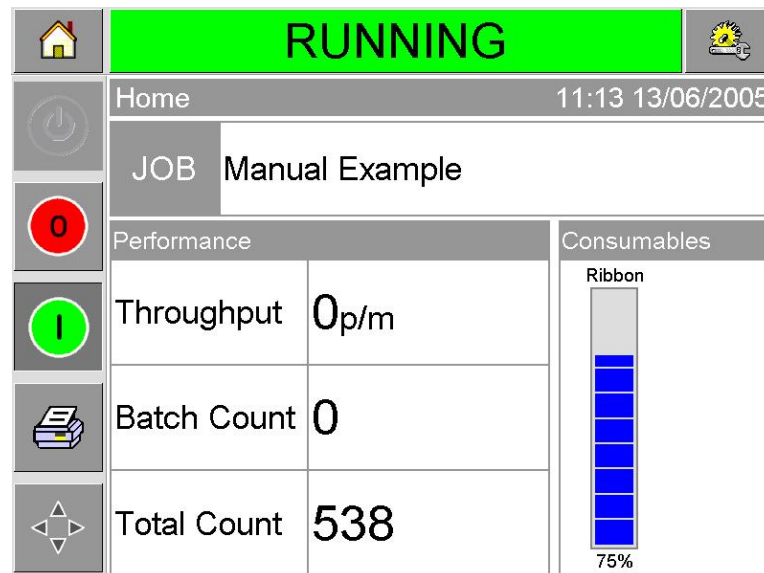 RUNNING
Home 11:13 13/06/2005
JOB Manual Example
0
Performance
Consumables
Ribbon
I
Throughput 0p/m
Batch Count 0
Total Count 538
75%